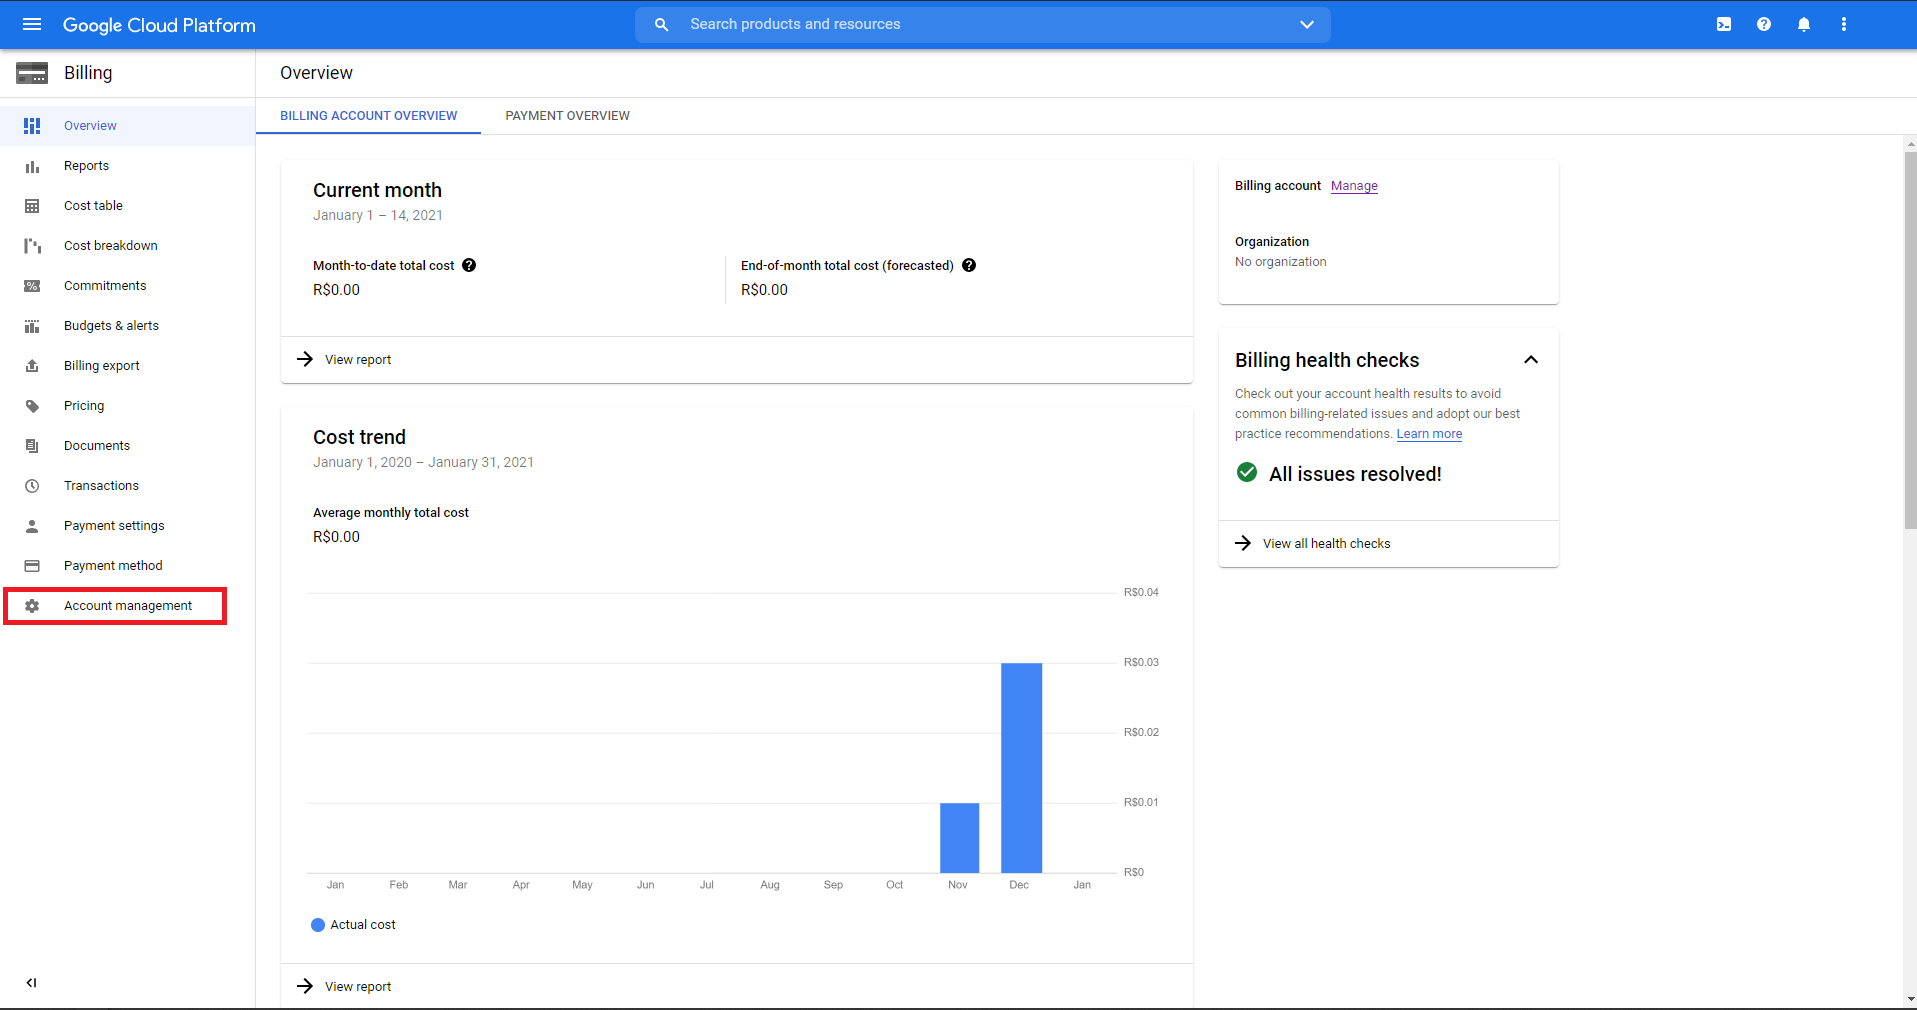 Google Cloud Platform
Search products and resources
Billing
Overview
Overview
Reports
Cost table
Cost breakdown
Commitments
Budgets & alerts
Billing export
Pricing
Documents
Transactions
Payment settings
Payment method
Account management
BILLING ACCOUNT OVERVIEW
PAYMENT OVERVIEW
Current month
January 1 – 14, 2021
Month-to-date total cost
R$0.00
End-of-month total cost (forecasted)
R$0.00
View report
Cost trend
January 1, 2020 – January 31, 2021
Average monthly total cost
R$0.00
R$0.04
R$0.03
R$0.02
R$0.01
R$0
Jan Feb Mar Apr May Jun Jul Aug Sep Oct Nov Dec Jan
Actual cost
View report
Billing account Manage
Organization
No organization
Billing health checks
Check out your account health results to avoid
common billing-related issues and adopt our best
practice recommendations. Learn more
All issues resolved!
View all health checks